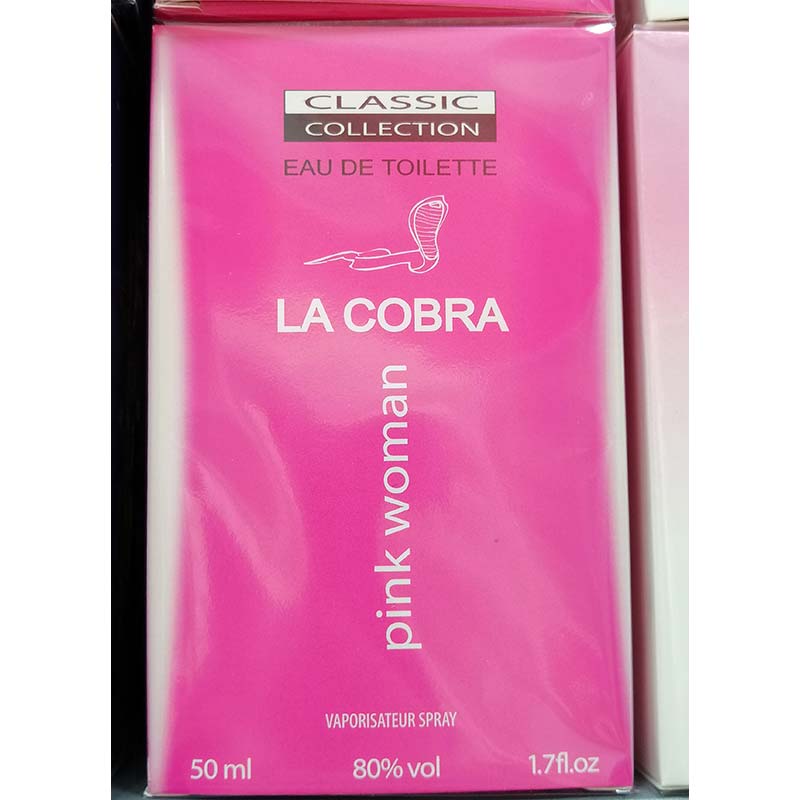 CLASSIC
COLLECTION
EAU DE TOILETTE
LA COBRA
pink woman
VAPORISATEUR SPRAY
50 ml 80% vol 1.7fl.oz